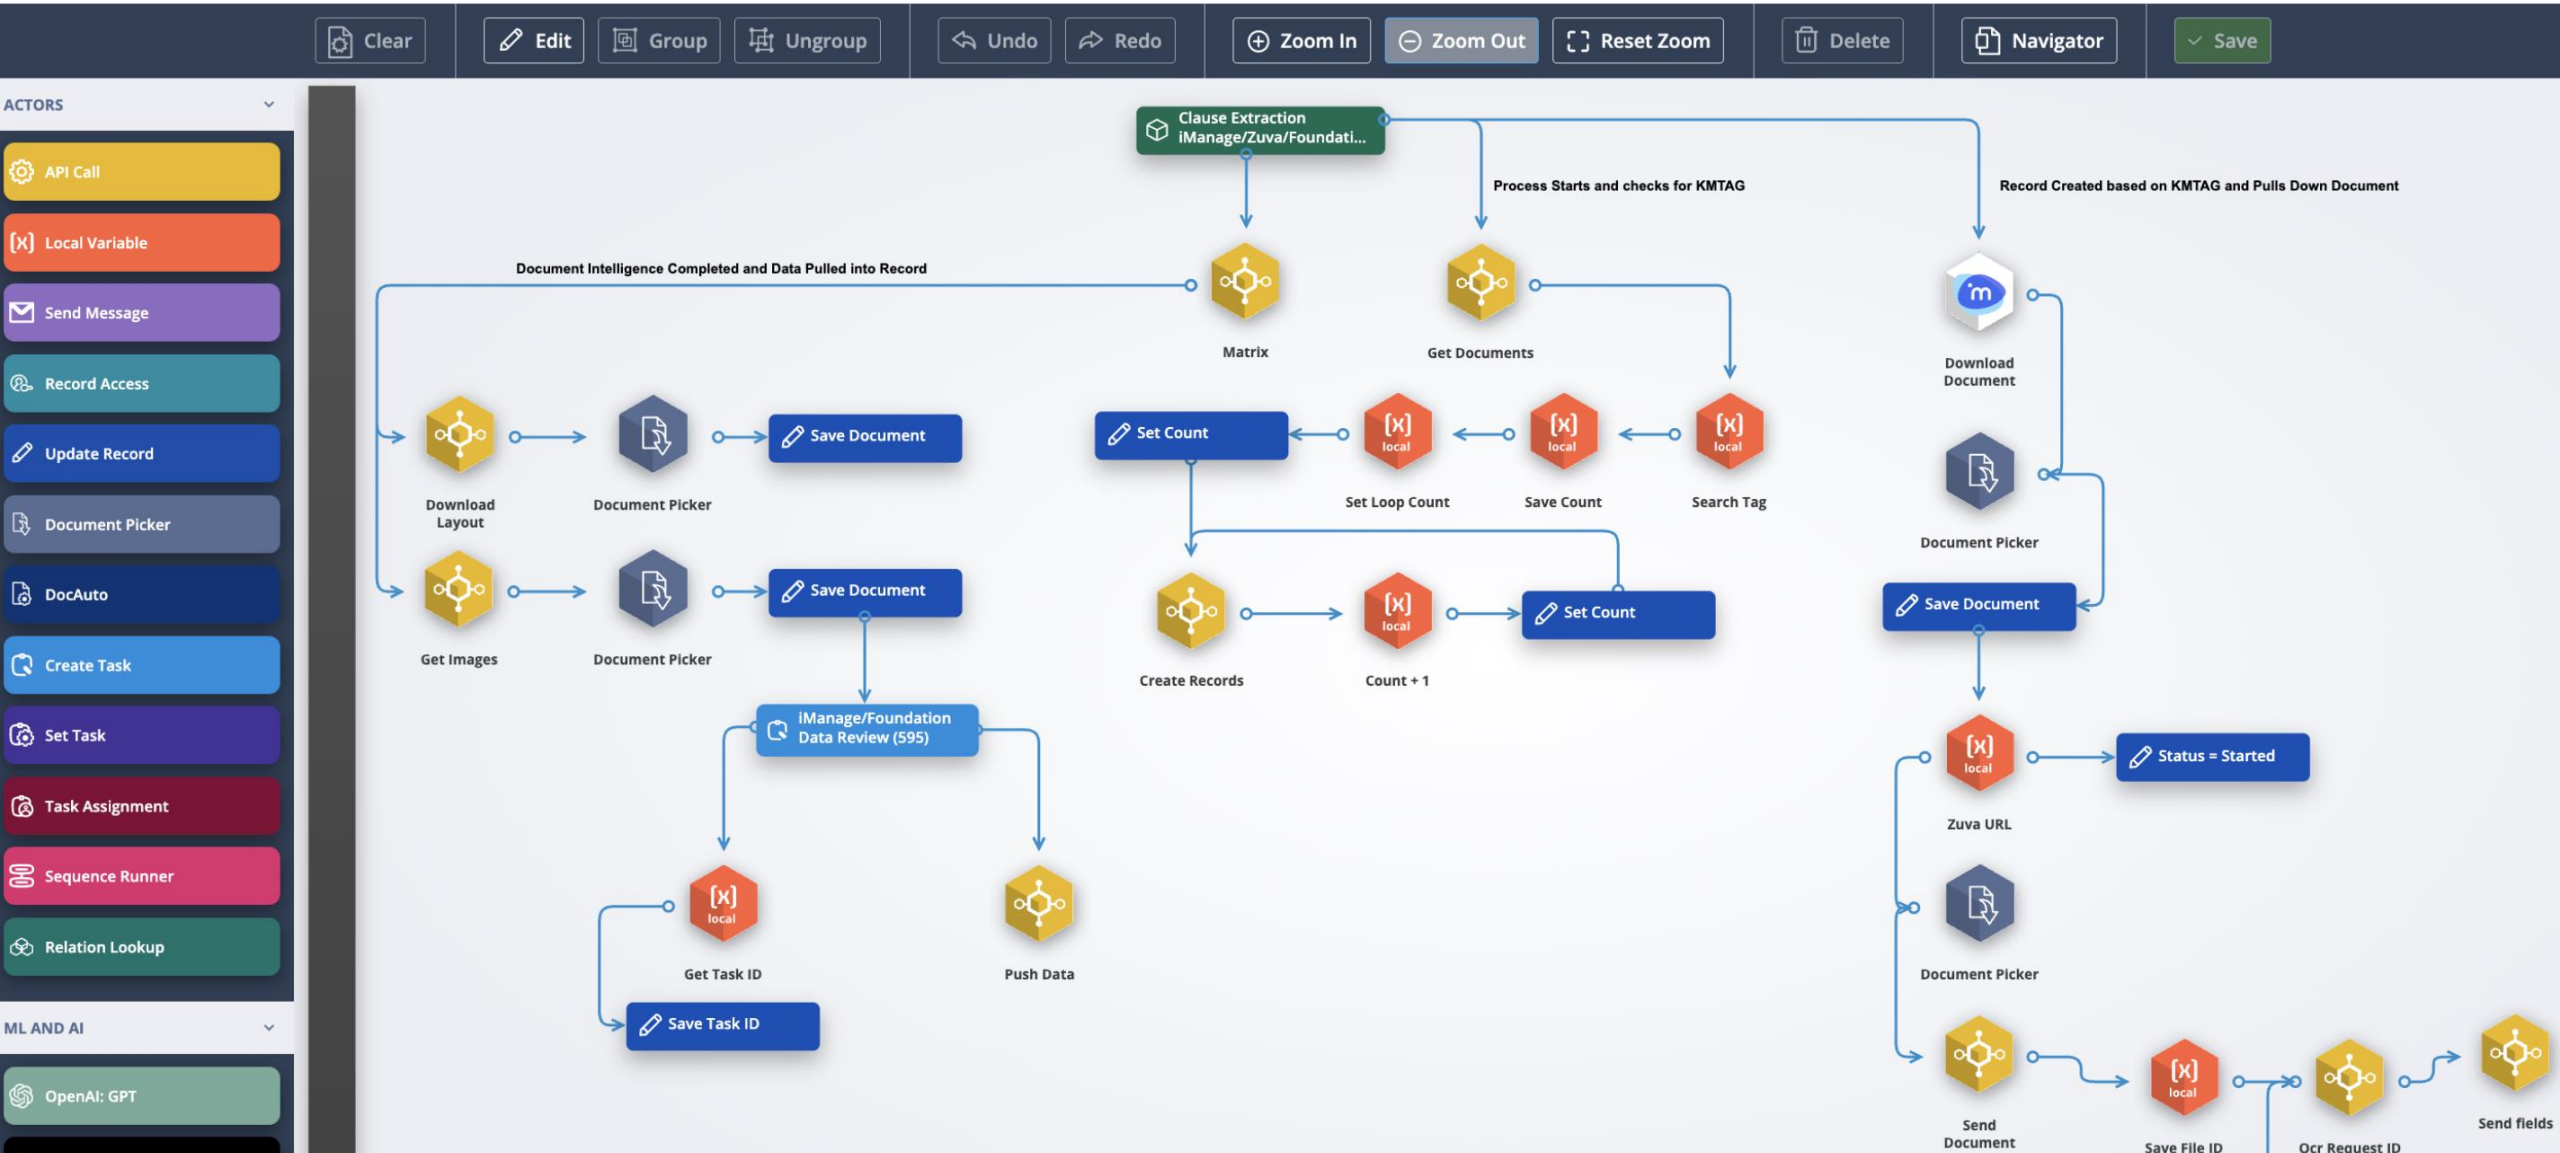 Clear
Edit
Group
Ungroup
Undo
Redo
Zoom In
Zoom Out
Reset Zoom
Delete
Navigator
Save
ACTORS
API Call
Local Variable
Send Message
Record Access
Update Record
Document Picker
DocAuto
Create Task
Set Task
Task Assignment
Sequence Runner
Relation Lookup
ML AND AI
OpenAI: GPT
Clause Extraction
iManage/Zuva/Foundati...
Process Starts and checks for KMTAG
Record Created based on KMTAG and Pulls Down Document
Document Intelligence Completed and Data Pulled into Record
Matrix
Get Documents
m
Download
Document
Download
Layout
Document Picker
Save Document
Set Count
[x]
local
Set Loop Count
[x]
local
Save Count
[x]
local
Search Tag
Document Picker
Get Images
Document Picker
Save Document
Create Records
[x]
local
Count + 1
Set Count
Save Document
iManage/Foundation
Data Review (595)
[x]
local
Zuva URL
Status = Started
[x]
local
Get Task ID
Push Data
Document Picker
Save Task ID
Send
Document
[x]
local
Save File ID
Ocr Request ID
Send fields